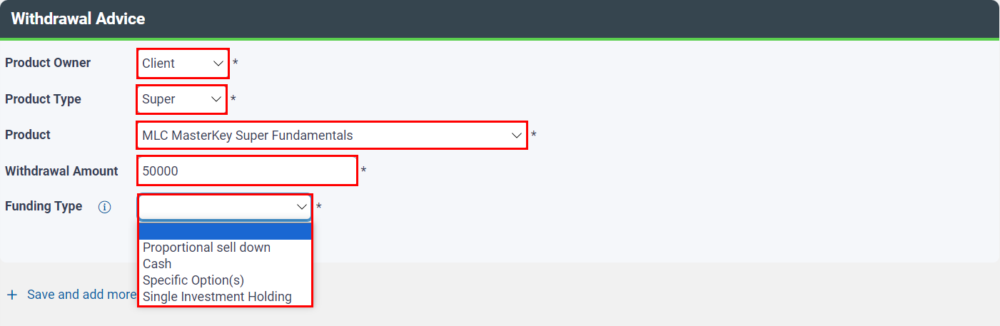 Withdrawal Advice
Product Owner Client *
Product Type Super *
Product MLC MasterKey Super Fundamentals *
Withdrawal Amount 50000 *
Funding Type i *
Proportional sell down
Cash
Specific Option(s)
Single Investment Holding
+ Save and add more